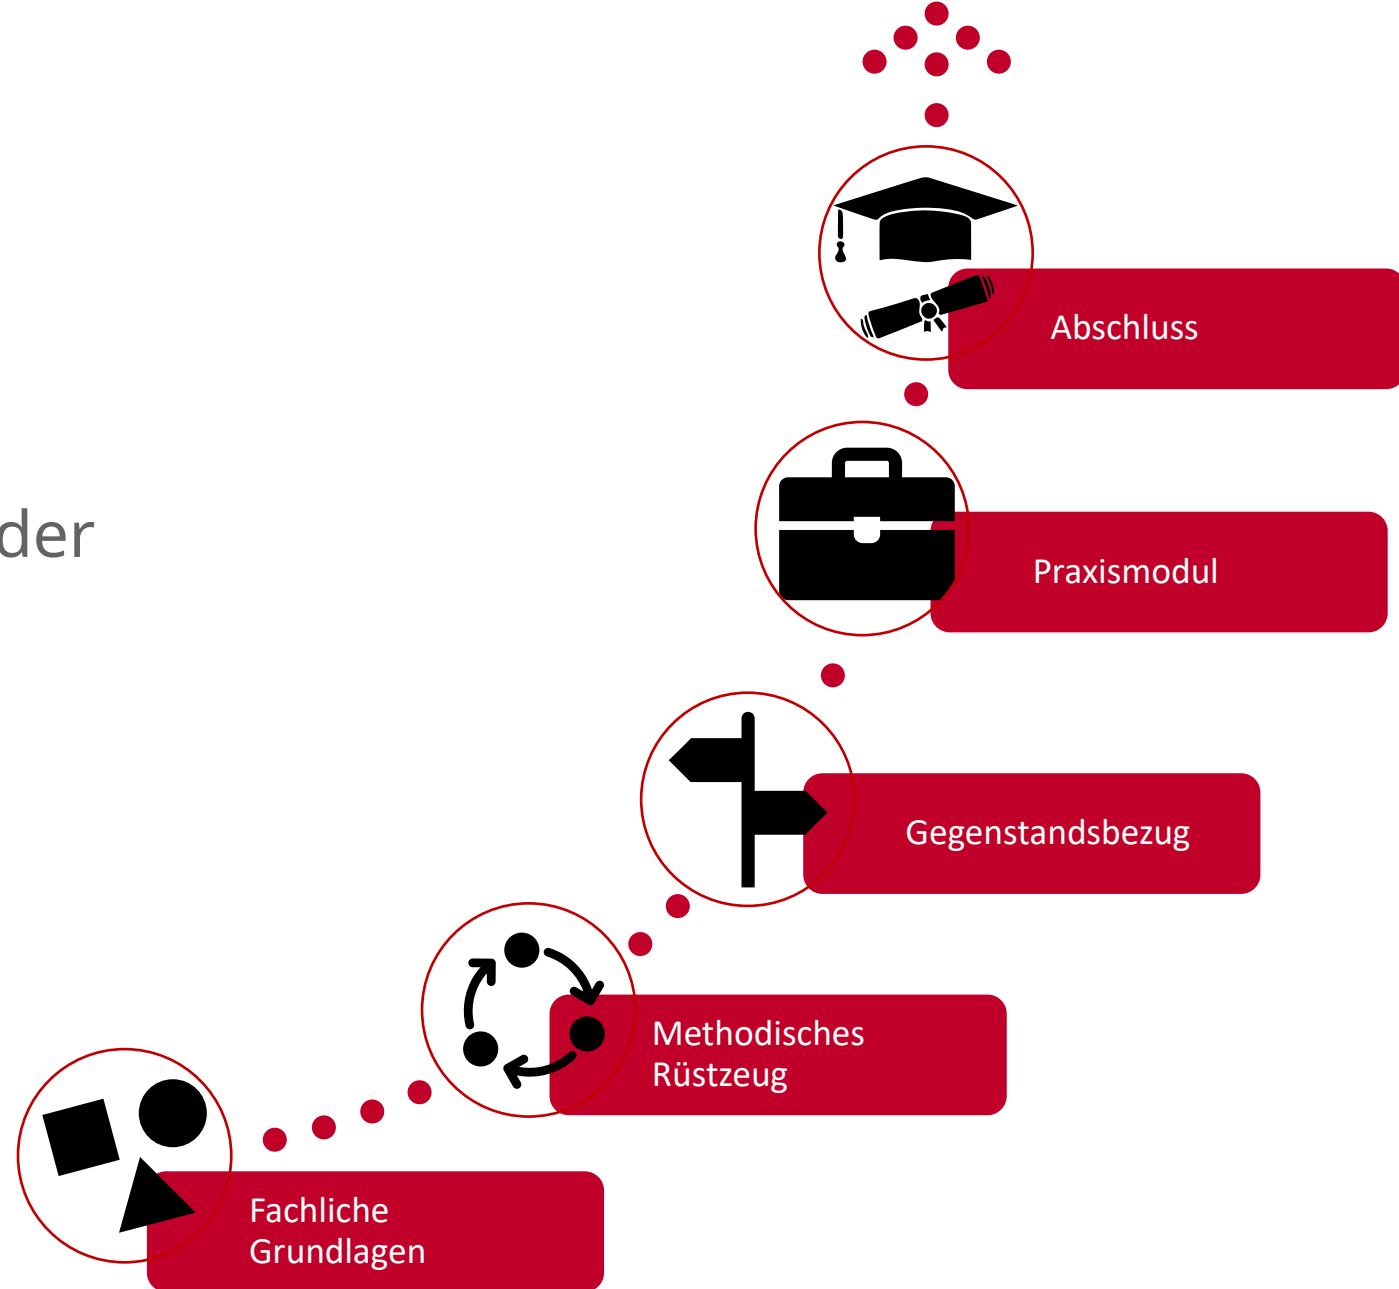 Abschluss
der
Praxismodul
Gegenstandsbezug
Methodisches
Rüstzeug
Fachliche
Grundlagen